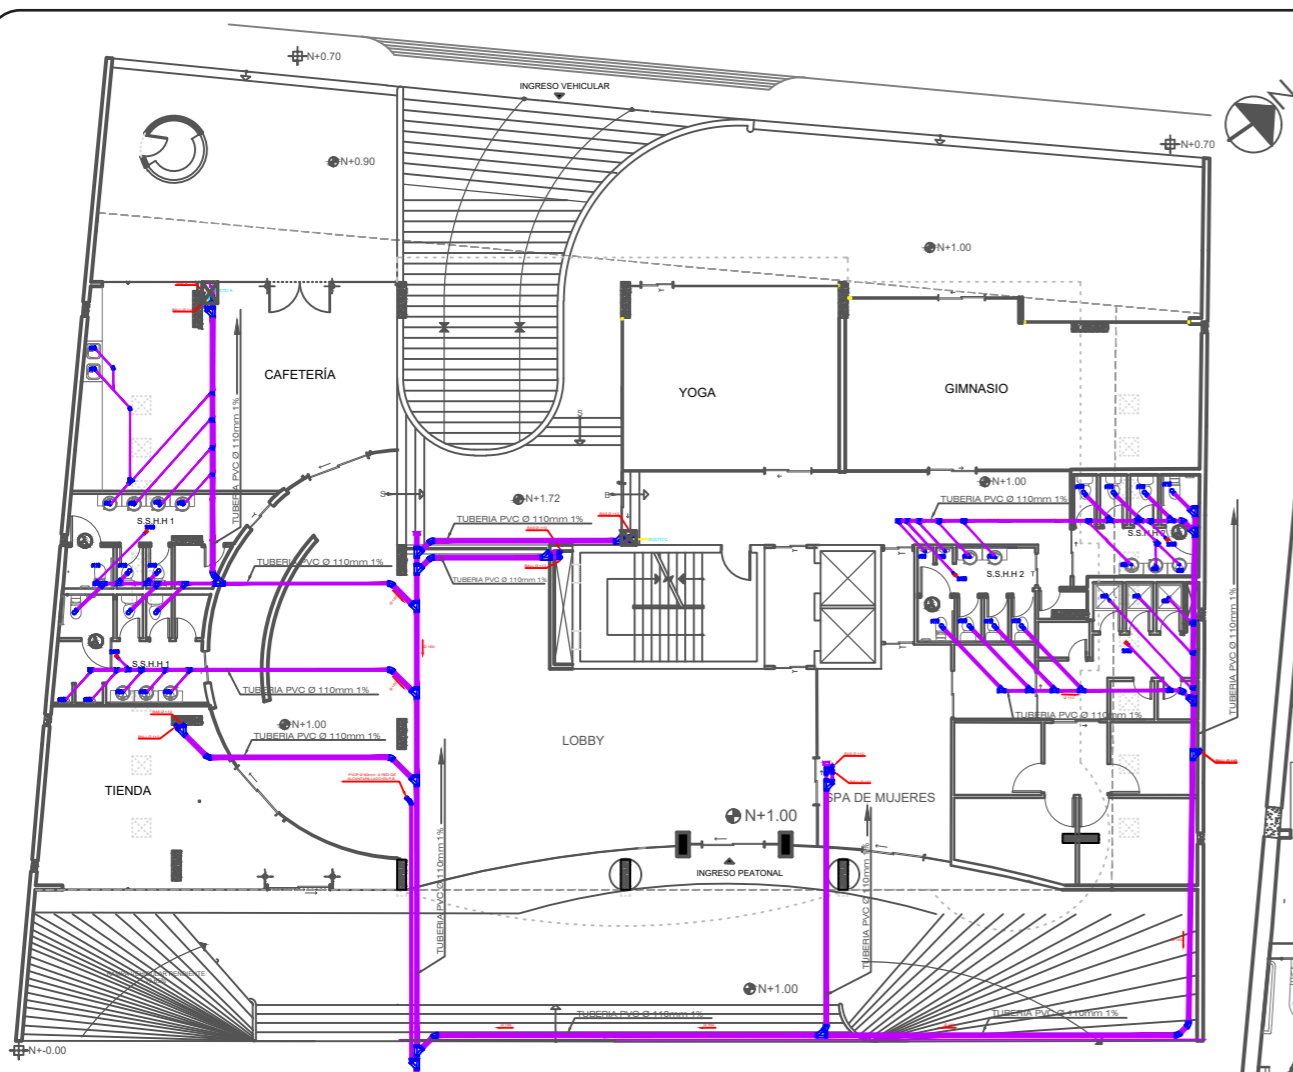 N+0.70
INGRESO VEHICULAR
N
N+0.70
N+0.90
N+1.00
CAFETERÍA
YOGA
GIMNASIO
TUBERIA PVC Ø 110mm 1%
S
S
N+1.72
B
N+1.00
TUBERIA PVC Ø 110mm 1%
S.S.H.H 1
TUBERIA PVC Ø 110mm 1%
S.S.H.H 2
TUBERIA PVC Ø 110mm 1%
TUBERIA PVC Ø 110mm 1%
S.S.H.H 2
TUBERIA PVC Ø 110mm 1%
S.S.H.H 1
TUBERIA PVC Ø 110mm 1%
TUBERIA PVC Ø 110mm 1%
N+1.00
TUBERIA PVC Ø 110mm 1%
LOBBY
TIENDA
SPA DE MUJERES
N+1.00
TUBERIA PVC Ø 110mm 1%
TUBERIA PVC Ø 110mm 1%
INGRESO PEATONAL
N+1.00
TUBERIA PVC Ø 110mm 1%
TUBERIA PVC Ø 110mm 1%
N+-0.00